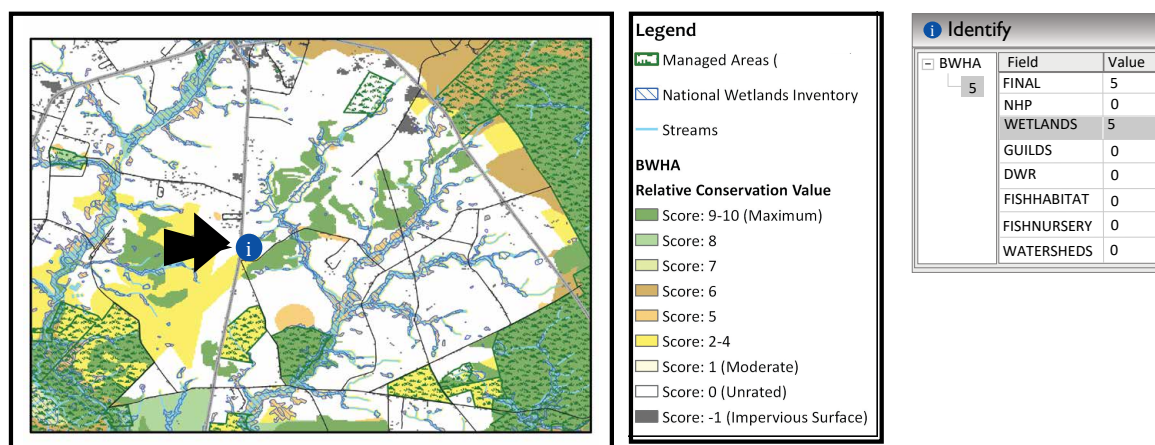 Legend
Managed Areas (
National Wetlands Inventory
Streams
BWHA
Relative Conservation Value
Score: 9-10 (Maximum)
Score: 8
Score: 7
Score: 6
Score: 5
Score: 2-4
Score: 1 (Moderate)
Score: 0 (Unrated)
Score: -1 (Impervious Surface)
i
i Identify
BWHA
5
Field Value
FINAL 5
NHP 0
WETLANDS 5
GUILDS 0
DWR 0
FISHHABITAT 0
FISHNURSERY 0
WATERSHEDS 0